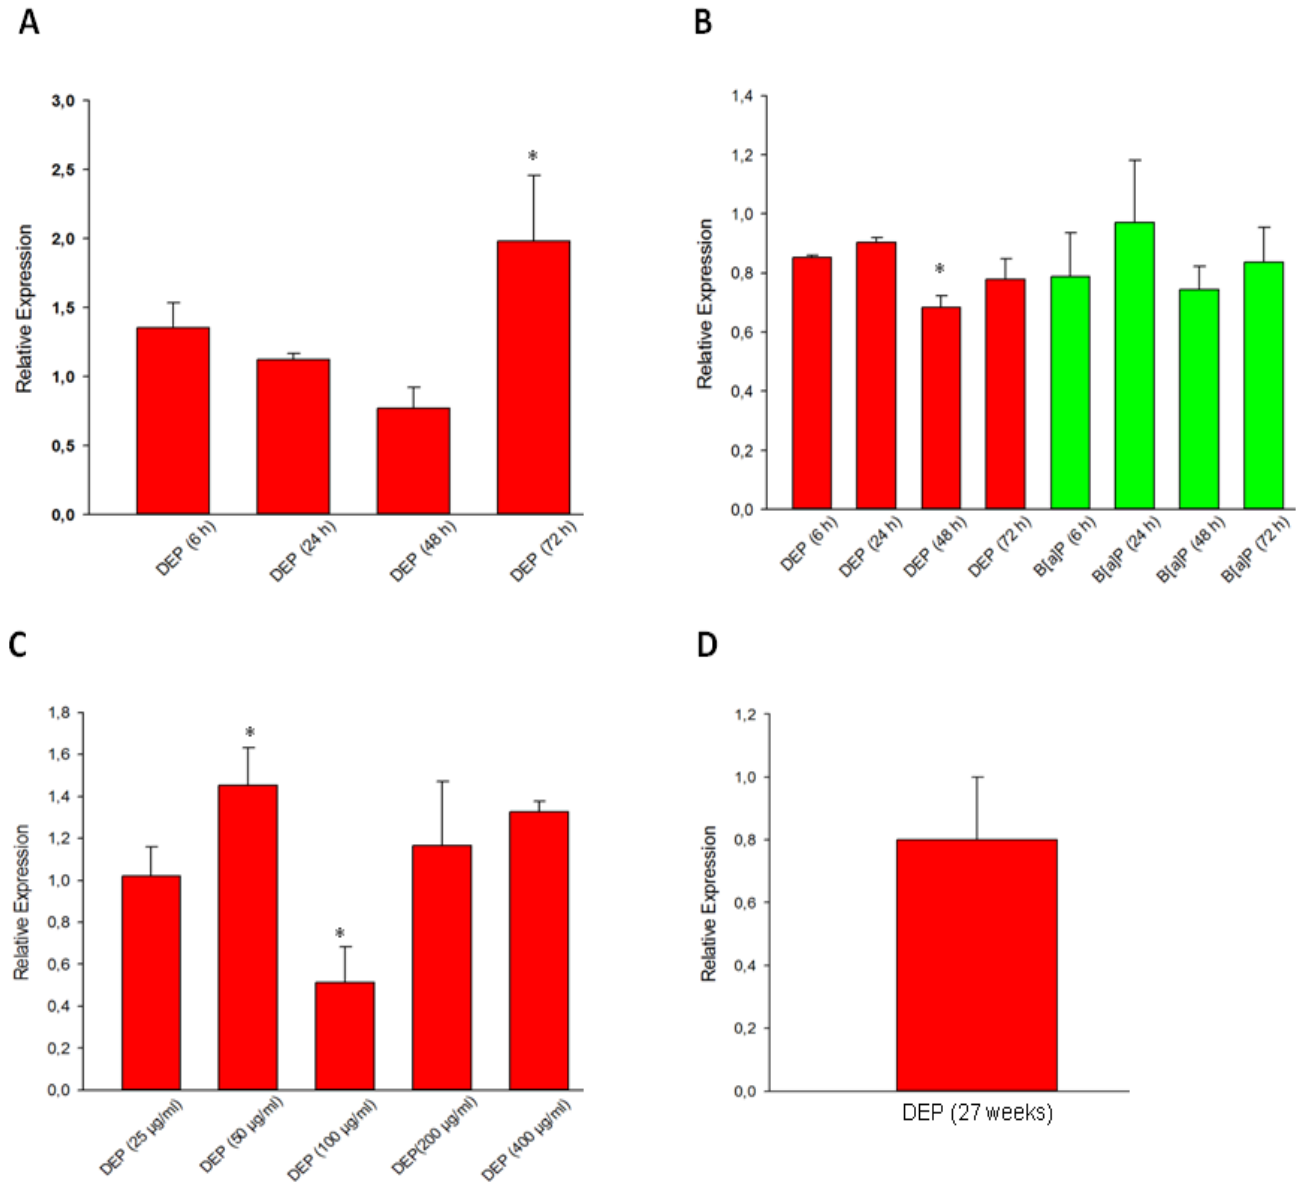 A
3,0
2,5
2,0
1,5
1,0
0,5
0,0
Relative Expression
*
DEP (6 h)
DEP (24 h)
DEP (48 h)
DEP (72 h)
B
1,4
1,2
1,0
0,8
0,6
0,4
0,2
0,0
Relative Expression
*
DEP (6 h)
DEP (24 h)
DEP (48 h)
DEP (72 h)
B[a]P (6 h)
B[a]P (24 h)
B[a]P (48 h)
B[a]P (72 h)
C
1,8
1,6
1,4
1,2
1,0
0,8
0,6
0,4
0,2
0,0
Relative Expression
*
*
DEP (25 µg/ml)
DEP (50 µg/ml)
DEP (100 µg/ml)
DEP(200 µg/ml)
DEP (400 µg/ml)
D
1,2
1,0
0,8
0,6
0,4
0,2
0,0
Relative Expression
DEP (27 weeks)